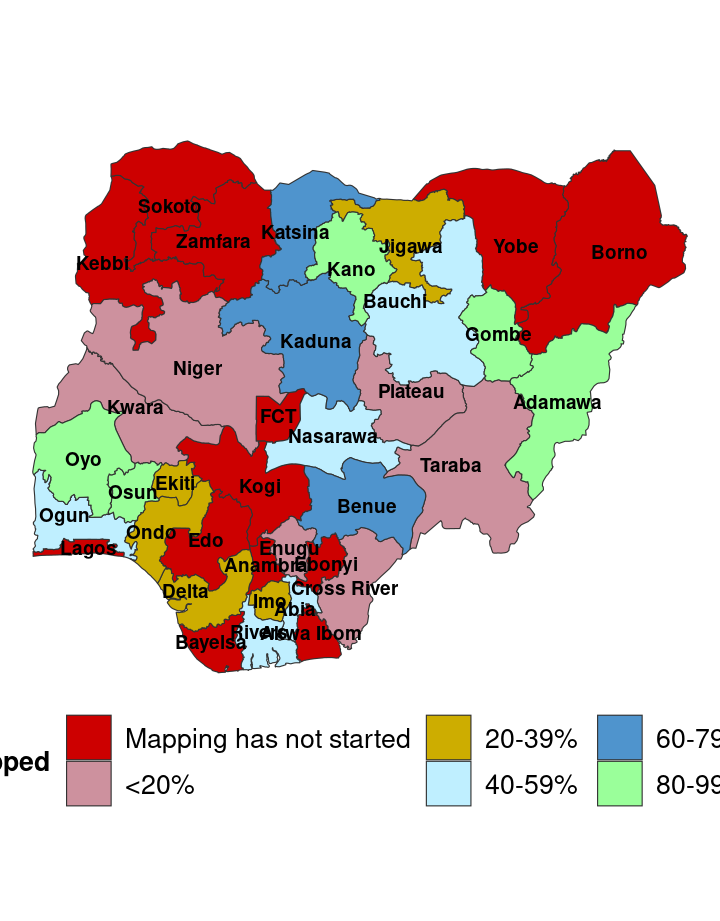 Sokoto
Katsina
Zamfara
Jigawa
Yobe
Borno
Kebbi
Kano
Bauchi
Gombe
Kaduna
Niger
Plateau
Adamawa
Kwara
FCT
Nasarawa
Oyo
Taraba
Ekiti
Kogi
Osun
Benue
Ogun
Ondo
Edo
Lagos
Enugu
Anambra
Ebonyi
Delta
Cross River
Imo
Abia
Rivers
Akwa Ibom
Bayelsa
pped
Mapping has not started
<20%
20-39%
40-59%
60-79
80-99